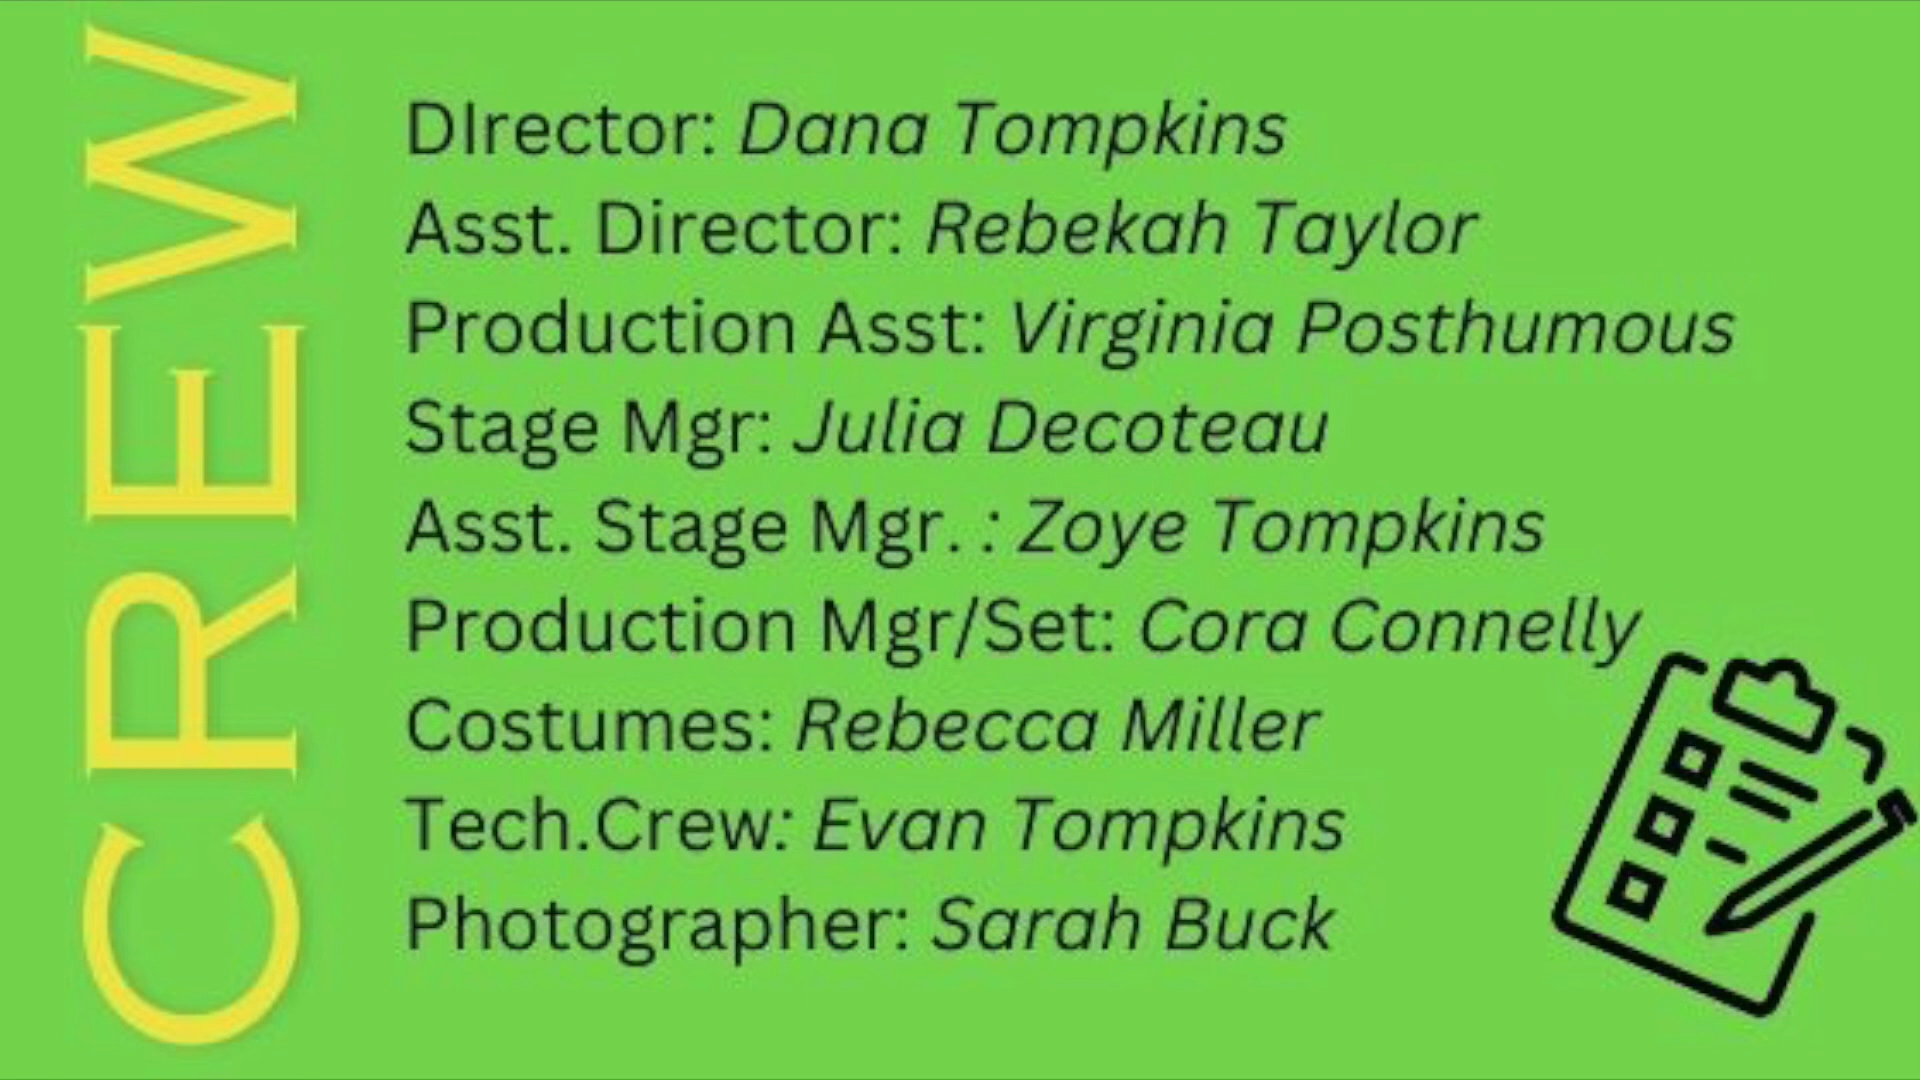 CREW
DIrector: Dana Tompkins
Asst. Director: Rebekah Taylor
Production Asst: Virginia Posthumous
Stage Mgr: Julia Decoteau
Asst. Stage Mgr. : Zoye Tompkins
Production Mgr/Set: Cora Connelly
Costumes: Rebecca Miller
Tech.Crew: Evan Tompkins
Photographer: Sarah Buck